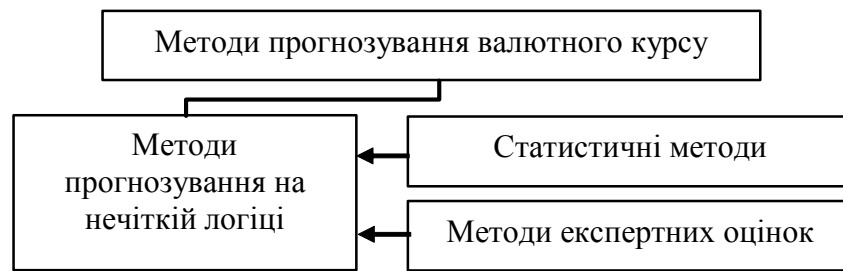 Методи прогнозування валютного курсу
Методи
прогнозування на
нечіткій логіці
Статистичні методи
Методи експертних оцінок